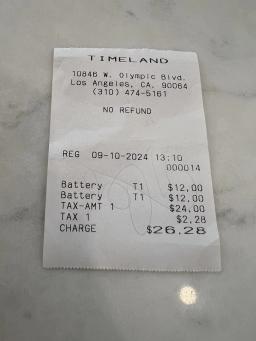 TIMELAND
10846 W. Olympic Blvd.
Los Angeles, CA. 90064
(310) 474-5161
NO REFUND
REG 09-10-2024 13:10
000014
Battery T1 $12.00
Battery T1 $12.00
TAX-AMT 1 $24.00
TAX 1 $2.28
CHARGE $26.28